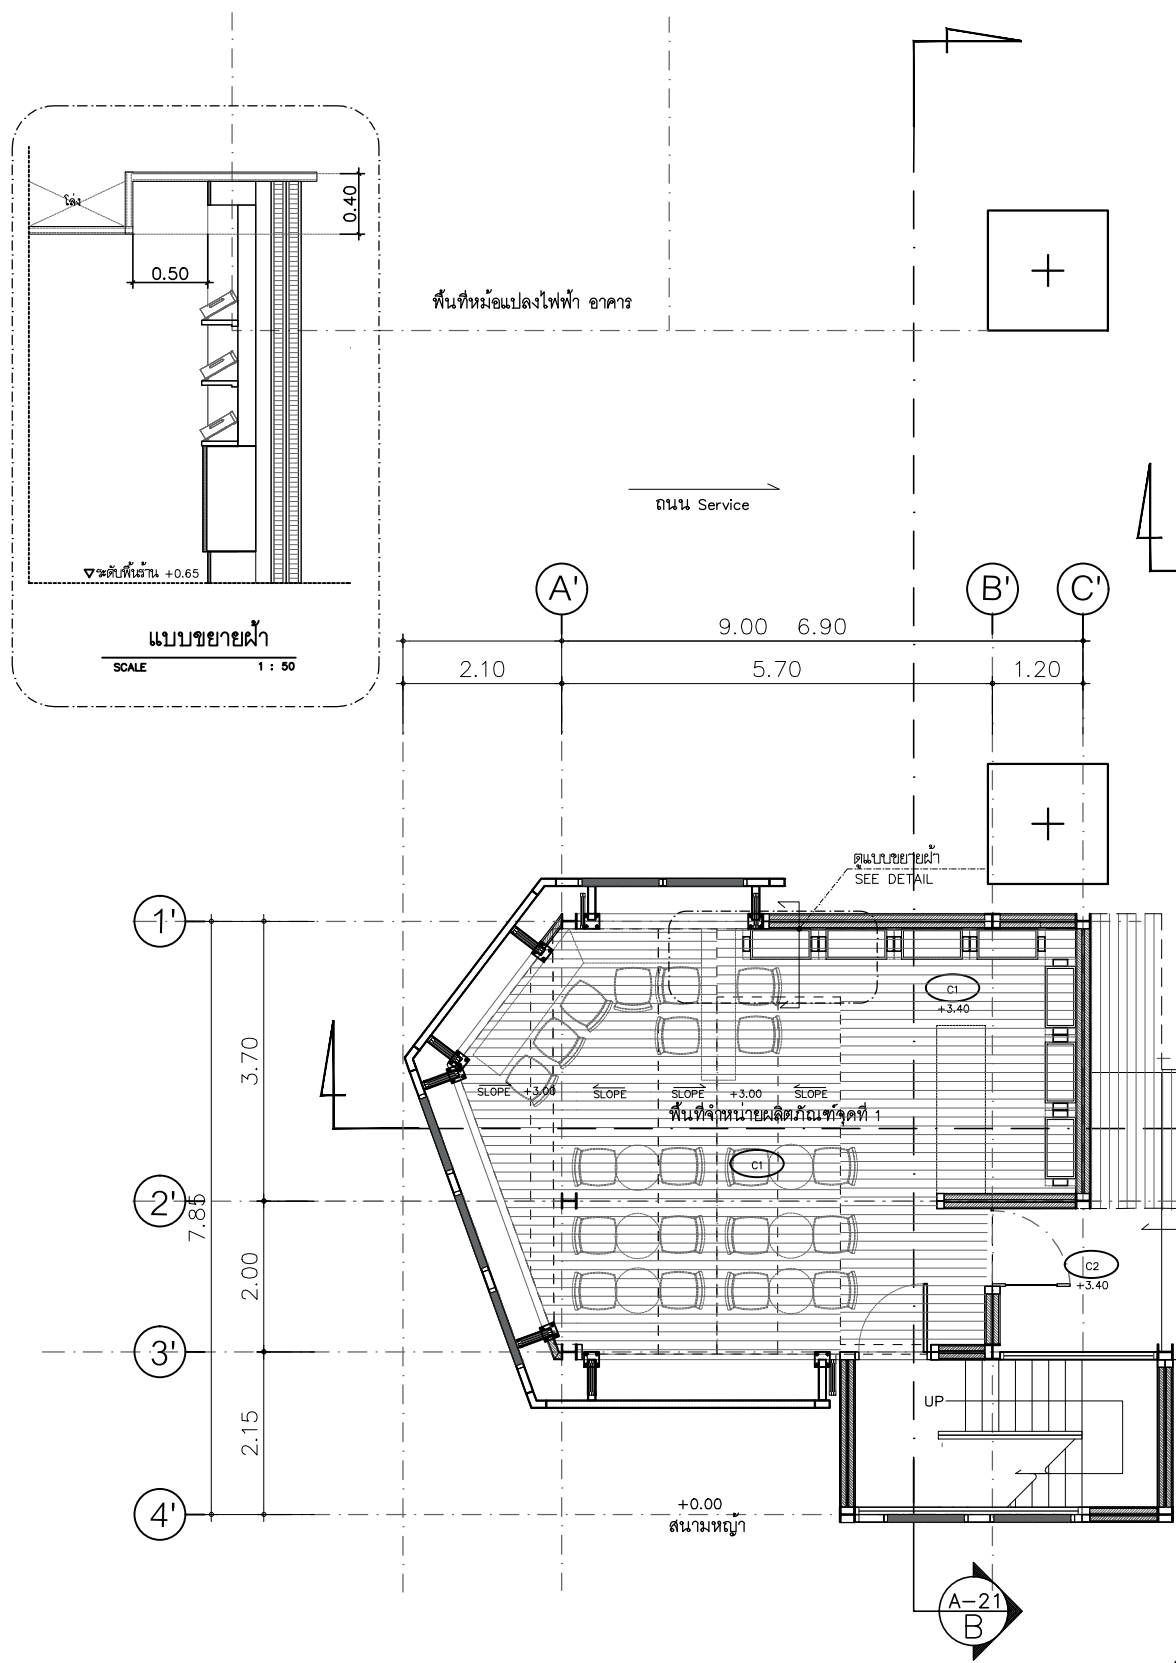 โล่ง
0.40
0.50
ระดับพื้นร้าน +0.65
แบบขยายฝ้า
SCALE 1 : 50
พื้นที่หม้อแปลงไฟฟ้า อาคาร
ถนน Service
A' B' C'
9.00 6.90
2.10 5.70 1.20
ดูแบบขยายฝ้า
SEE DETAIL
1'
C1
+3.40
3.70
SLOPE +3.00 SLOPE SLOPE +3.00 SLOPE
พื้นที่จำหน่ายผลิตภัณฑ์จุดที่ 1
C1
2'
7.85
2.00
C2
+3.40
3'
2.15
UP
4'
+0.00
สนามหญ้า
A-21
B